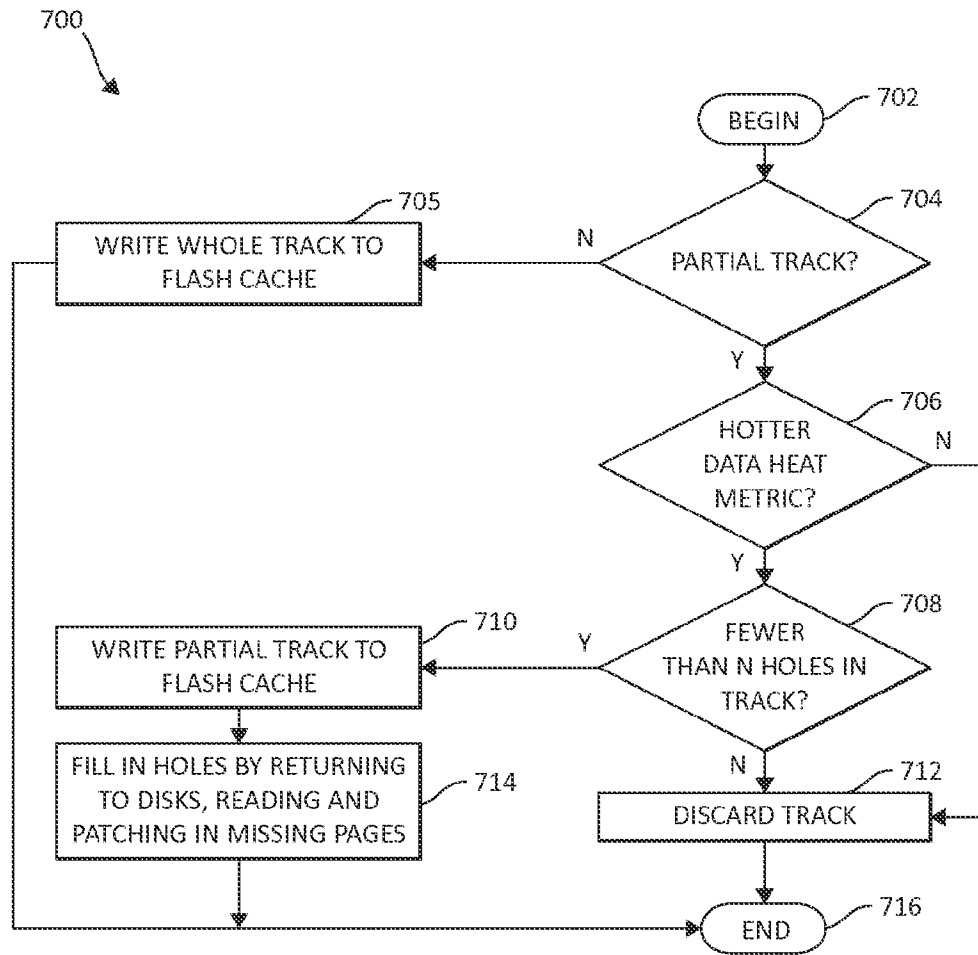 700
BEGIN
702
704
PARTIAL TRACK?
N
705
WRITE WHOLE TRACK TO
FLASH CACHE
Y
706
HOTTER
DATA HEAT
METRIC?
N
Y
708
FEWER
THAN N HOLES IN
TRACK?
Y
710
WRITE PARTIAL TRACK TO
FLASH CACHE
N
712
DISCARD TRACK
FILL IN HOLES BY RETURNING
TO DISKS, READING AND
PATCHING IN MISSING PAGES
714
END
716